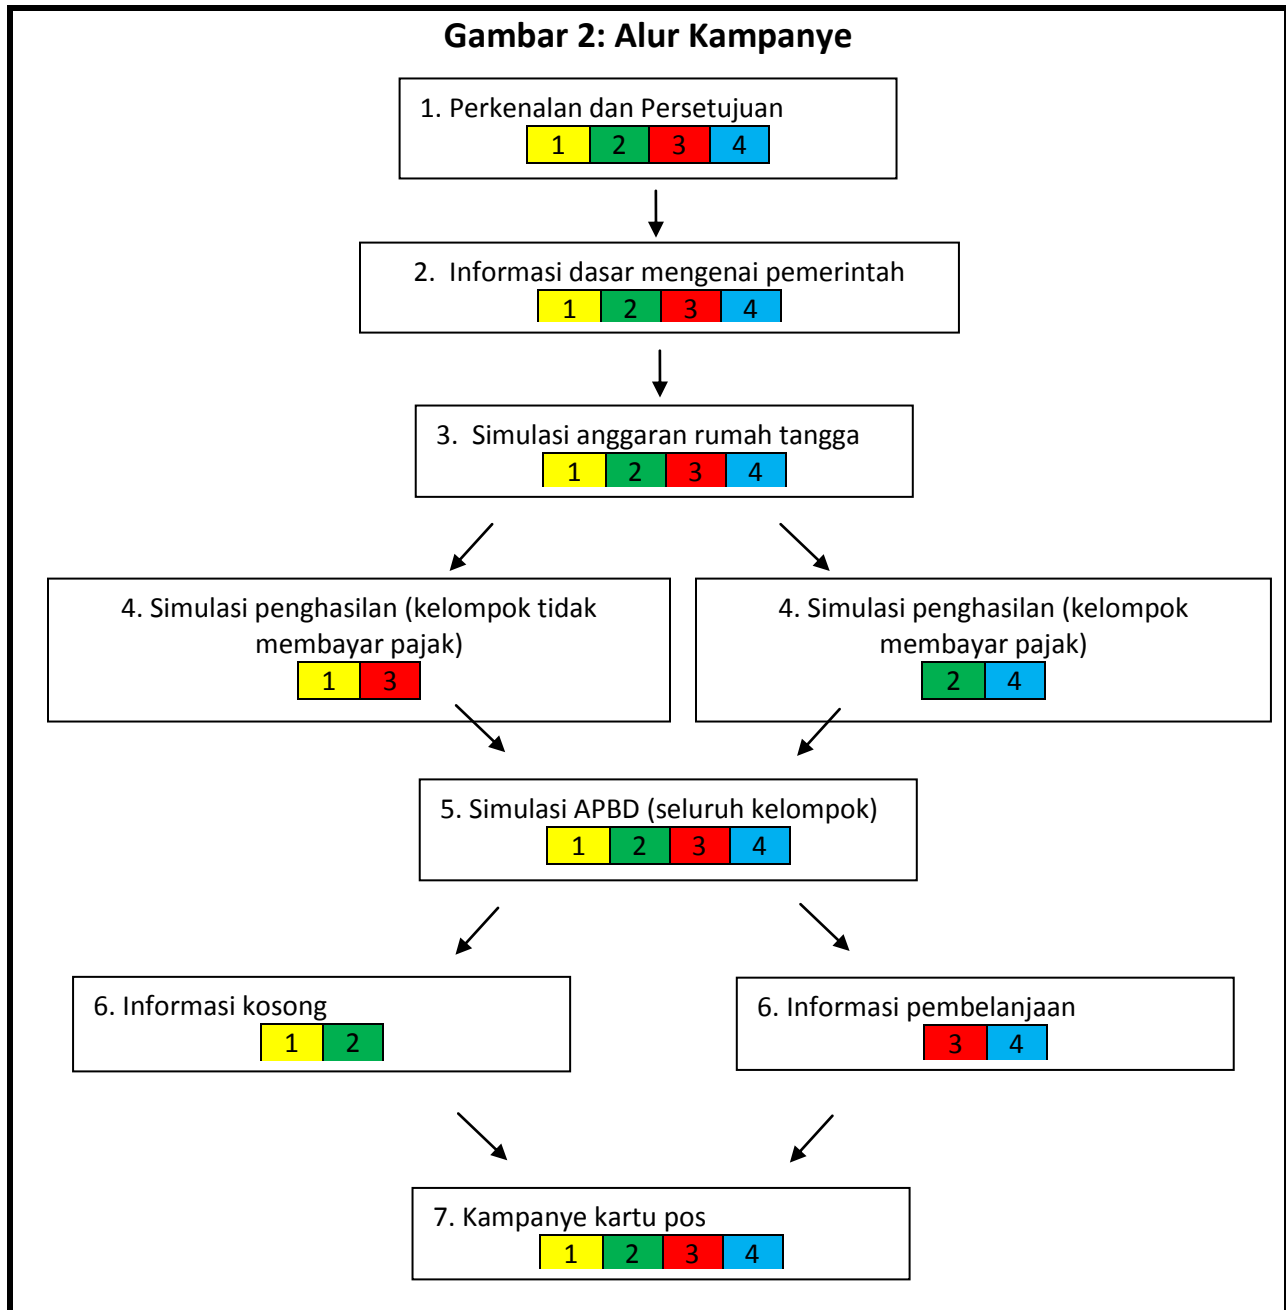 Gambar 2: Alur Kampanye
1. Perkenalan dan Persetujuan
1 2 3 4
2. Informasi dasar mengenai pemerintah
1 2 3 4
3. Simulasi anggaran rumah tangga
1 2 3 4
4. Simulasi penghasilan (kelompok tidak
membayar pajak)
1 3
4. Simulasi penghasilan (kelompok
membayar pajak)
2 4
5. Simulasi APBD (seluruh kelompok)
1 2 3 4
6. Informasi kosong
1 2
6. Informasi pembelanjaan
3 4
7. Kampanye kartu pos
1 2 3 4